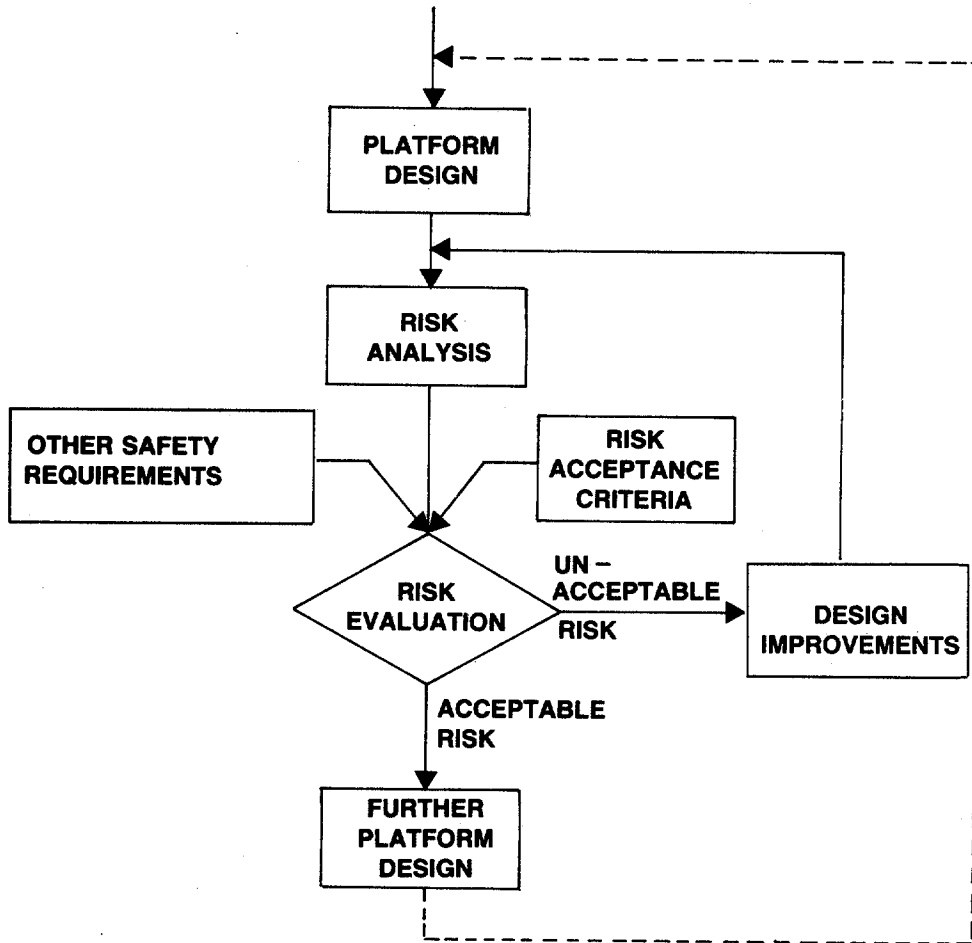 PLATFORM
DESIGN
RISK
ANALYSIS
OTHER SAFETY
REQUIREMENTS
RISK
ACCEPTANCE
CRITERIA
RISK
EVALUATION
UN –
ACCEPTABLE
RISK
DESIGN
IMPROVEMENTS
ACCEPTABLE
RISK
FURTHER
PLATFORM
DESIGN